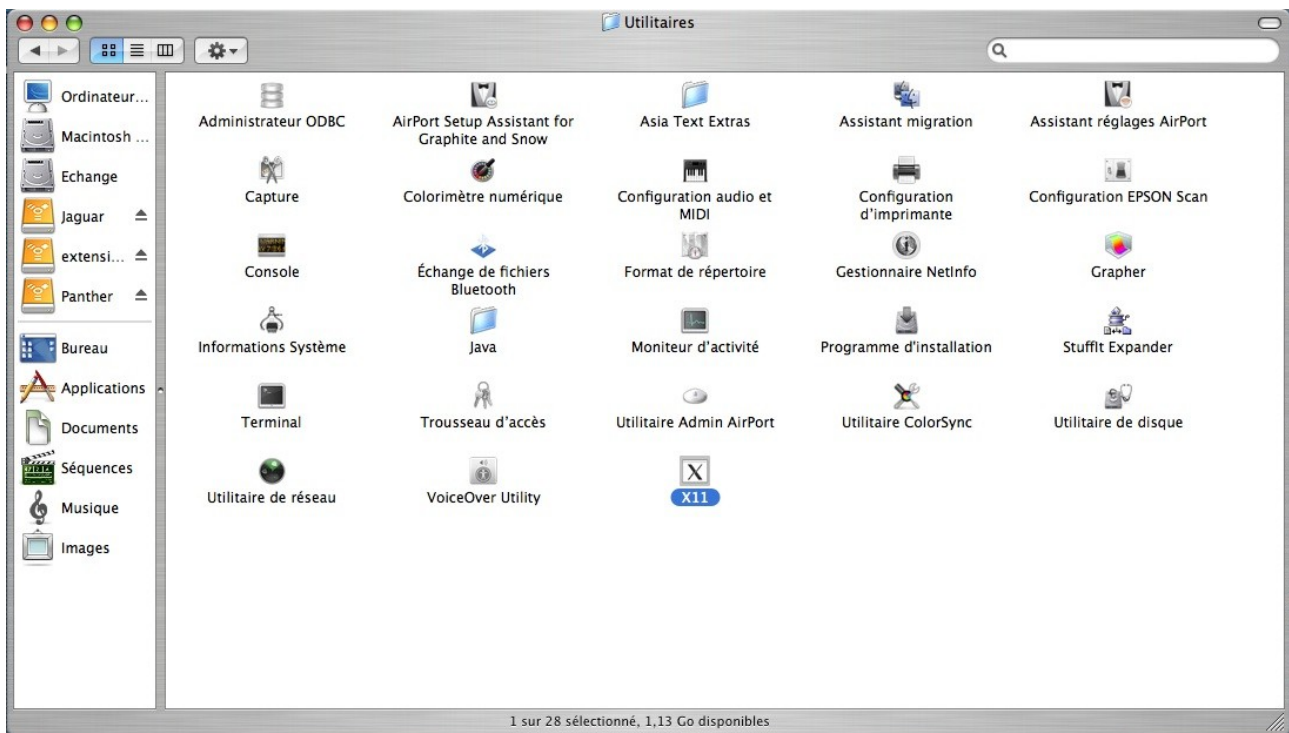 Utilitaires
Ordinateur...
Macintosh ...
Echange
Jaguar
extensi...
Panther
Bureau
Applications
Documents
Séquences
Musique
Images
Administrateur ODBC
AirPort Setup Assistant for
Graphite and Snow
Asia Text Extras
Assistant migration
Assistant réglages AirPort
Capture
Colorimètre numérique
Configuration audio et
MIDI
Configuration
d'imprimante
Configuration EPSON Scan
Console
Échange de fichiers
Bluetooth
Format de répertoire
Gestionnaire NetInfo
Grapher
Informations Système
Java
Moniteur d'activité
Programme d'installation
StuffIt Expander
Terminal
Trousseau d'accès
Utilitaire Admin AirPort
Utilitaire ColorSync
Utilitaire de disque
Utilitaire de réseau
VoiceOver Utility
X
X11
1 sur 28 sélectionné, 1,13 Go disponibles